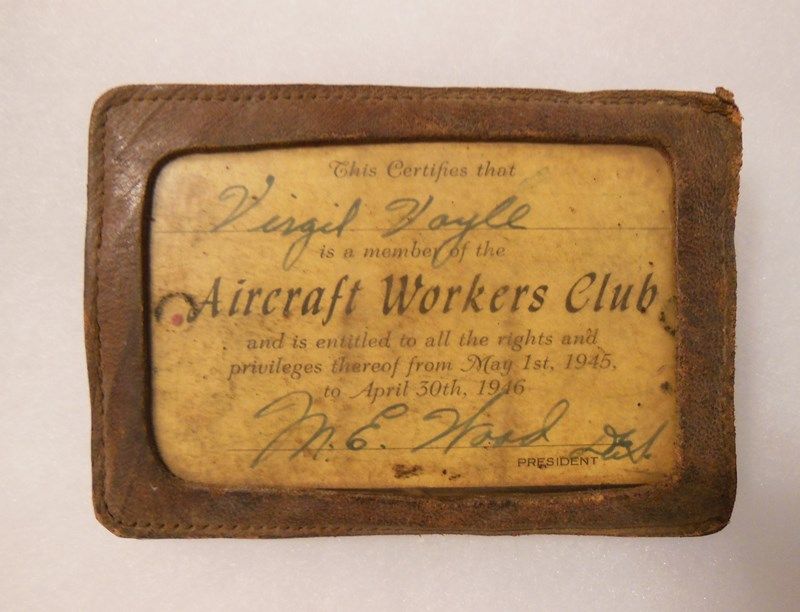 This Certifies that
Virgil Hoyle
is a member of the
Aircraft Workers Club
and is entitled to all the rights and
privileges thereof from May 1st, 1945,
to April 30th, 1946
M. E. Wood
PRESIDENT